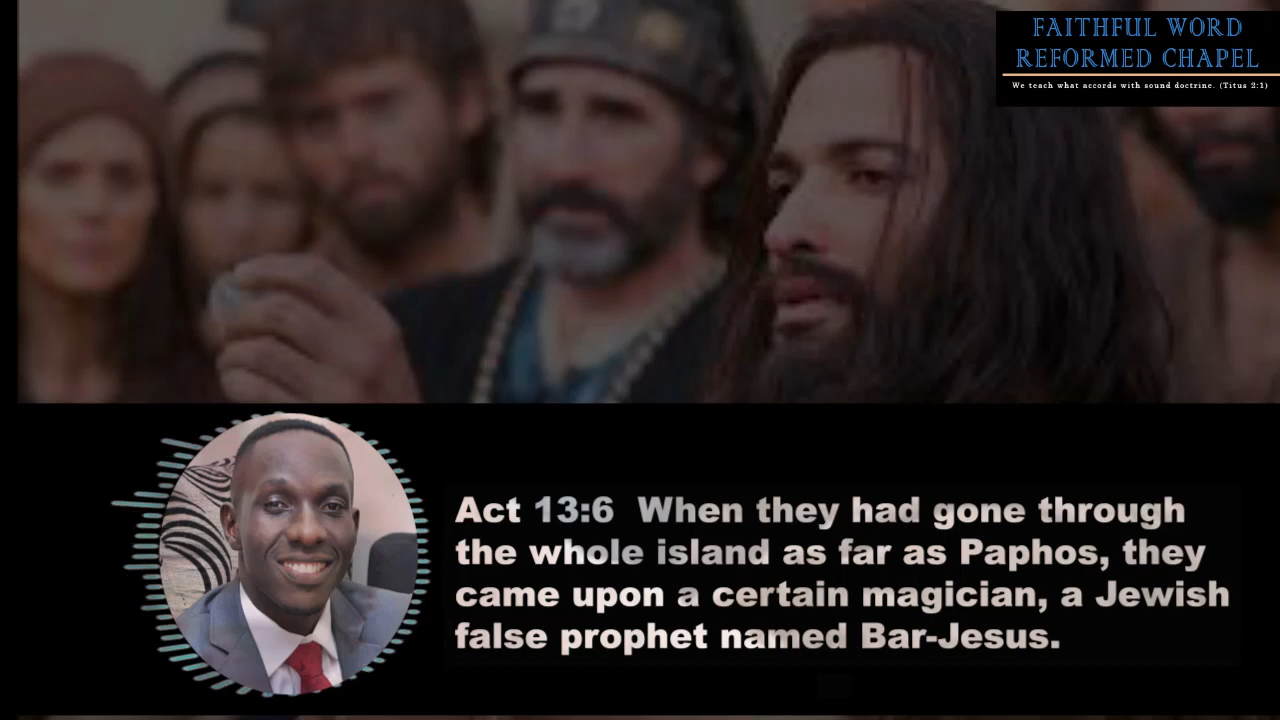 FAITHFUL WORD
REFORMED CHAPEL
We teach what accords with sound doctrine. (Titus 2:1)
Act 13:6  When they had gone through
the whole island as far as Paphos, they
came upon a certain magician, a Jewish
false prophet named Bar-Jesus.